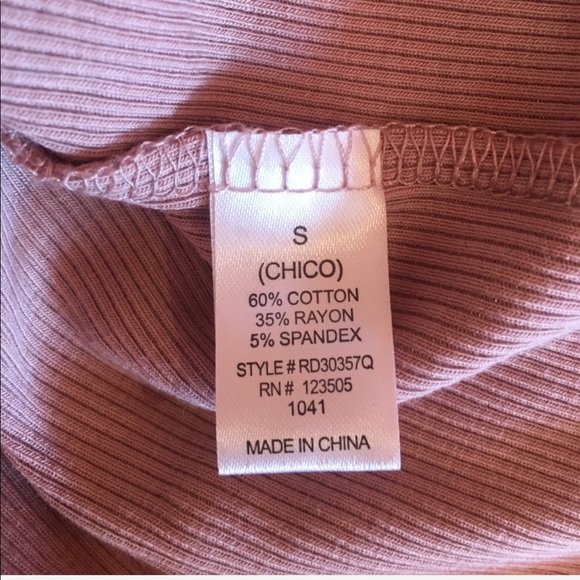 S
(CHICO)
60% COTTON
35% RAYON
5% SPANDEX
STYLE # RD30357Q
RN # 123505
1041
MADE IN CHINA